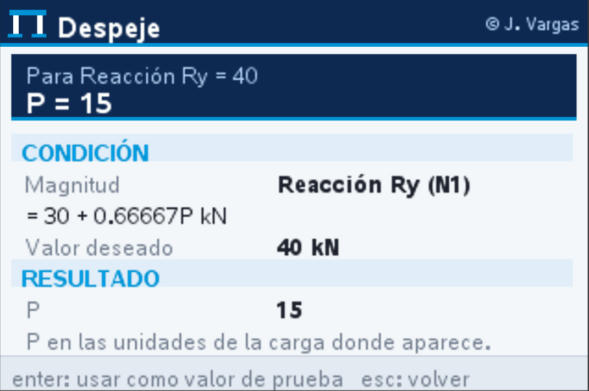 Despeje
© J. Vargas
Para Reacción Ry = 40
P = 15
CONDICIÓN
Magnitud Reacción Ry (N1)
= 30 + 0.66667P kN
Valor deseado 40 kN
RESULTADO
P 15
P en las unidades de la carga donde aparece.
enter: usar como valor de prueba esc: volver